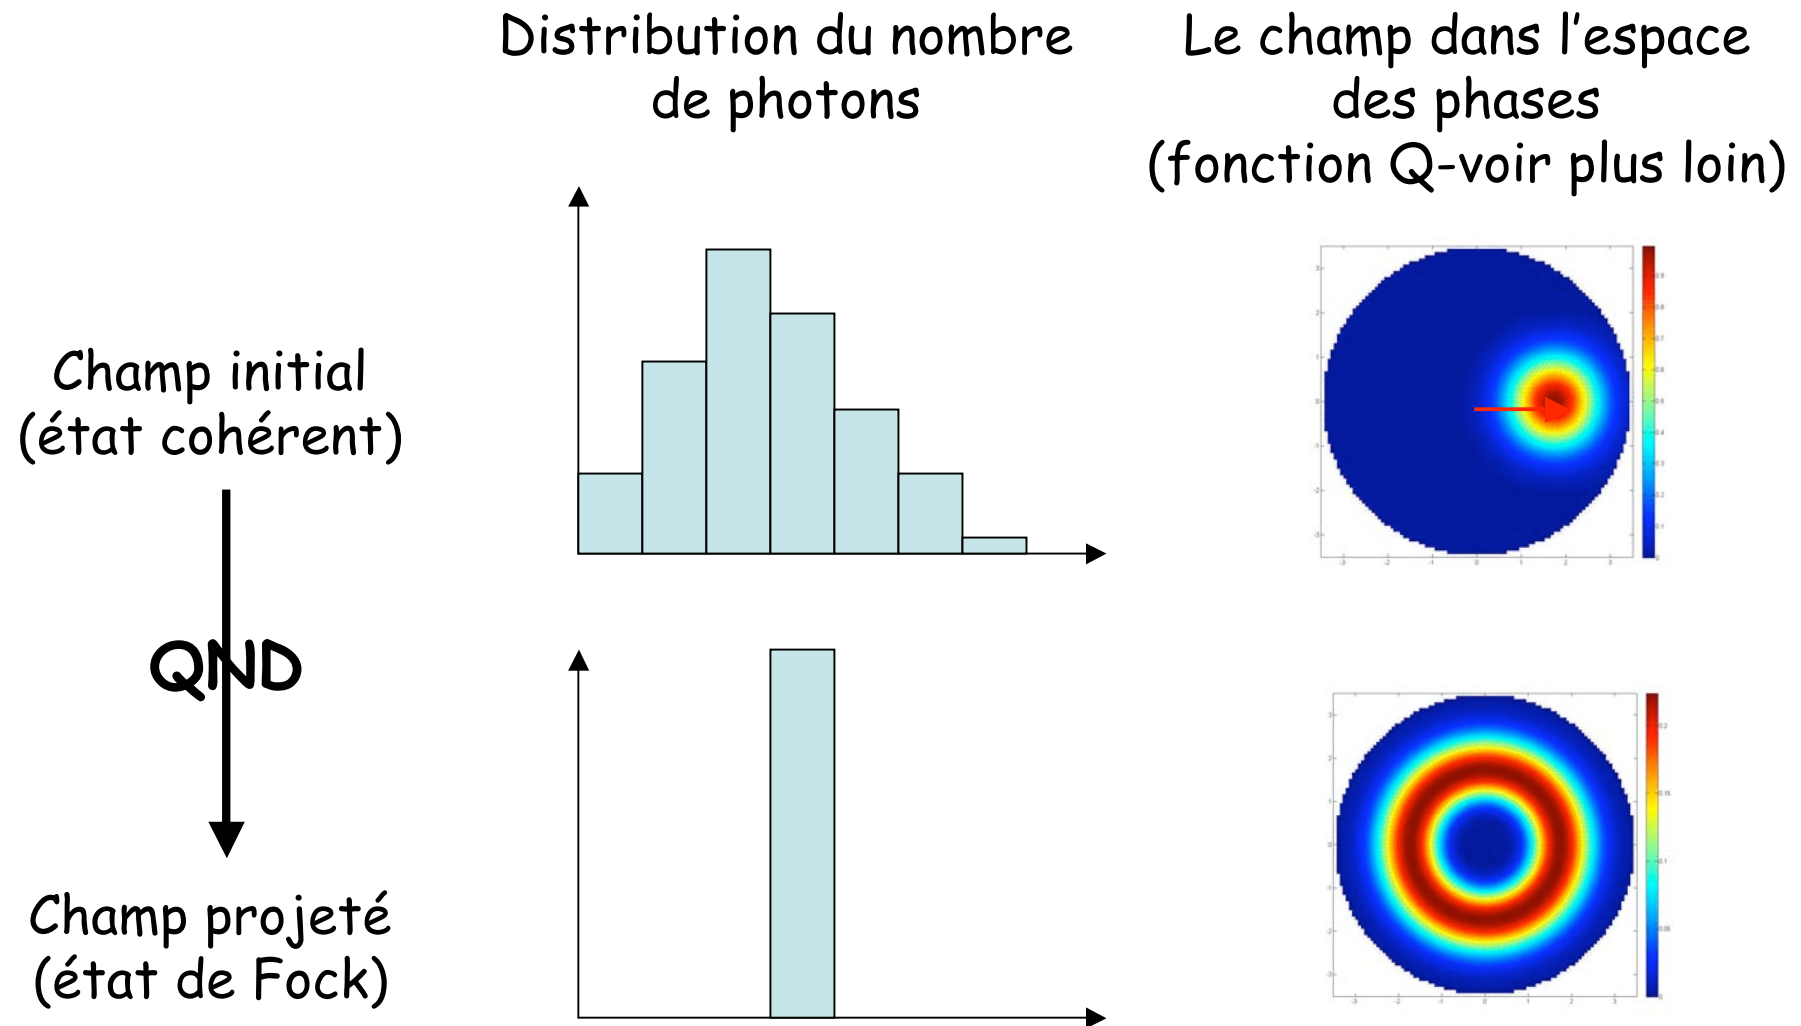 Distribution du nombre
de photons
Le champ dans l'espace
des phases
(fonction Q-voir plus loin)
Champ initial
(état cohérent)
QND
Champ projeté
(état de Fock)